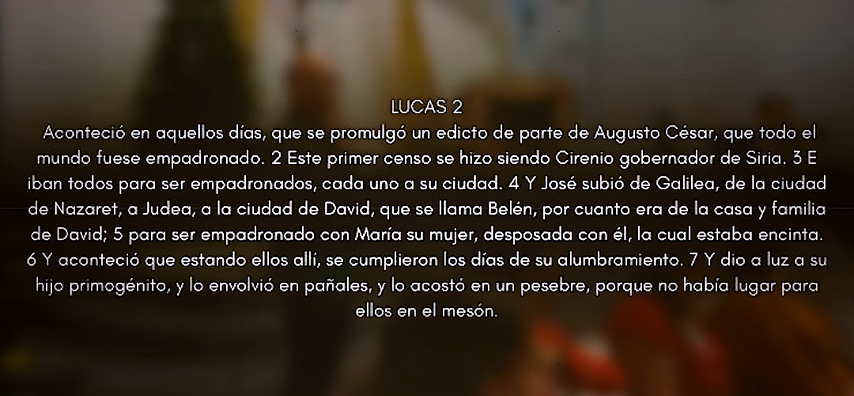 LUCAS 2
Aconteció en aquellos días, que se promulgó un edicto de parte de Augusto César, que todo el
mundo fuese empadronado. 2 Este primer censo se hizo siendo Cirenio gobernador de Siria. 3 E
iban todos para ser empadronados, cada uno a su ciudad. 4 Y José subió de Galilea, de la ciudad
de Nazaret, a Judea, a la ciudad de David, que se llama Belén, por cuanto era de la casa y familia
de David; 5 para ser empadronado con María su mujer, desposada con él, la cual estaba encinta.
6 Y aconteció que estando ellos allí, se cumplieron los días de su alumbramiento. 7 Y dio a luz a su
hijo primogénito, y lo envolvió en pañales, y lo acostó en un pesebre, porque no había lugar para
ellos en el mesón.